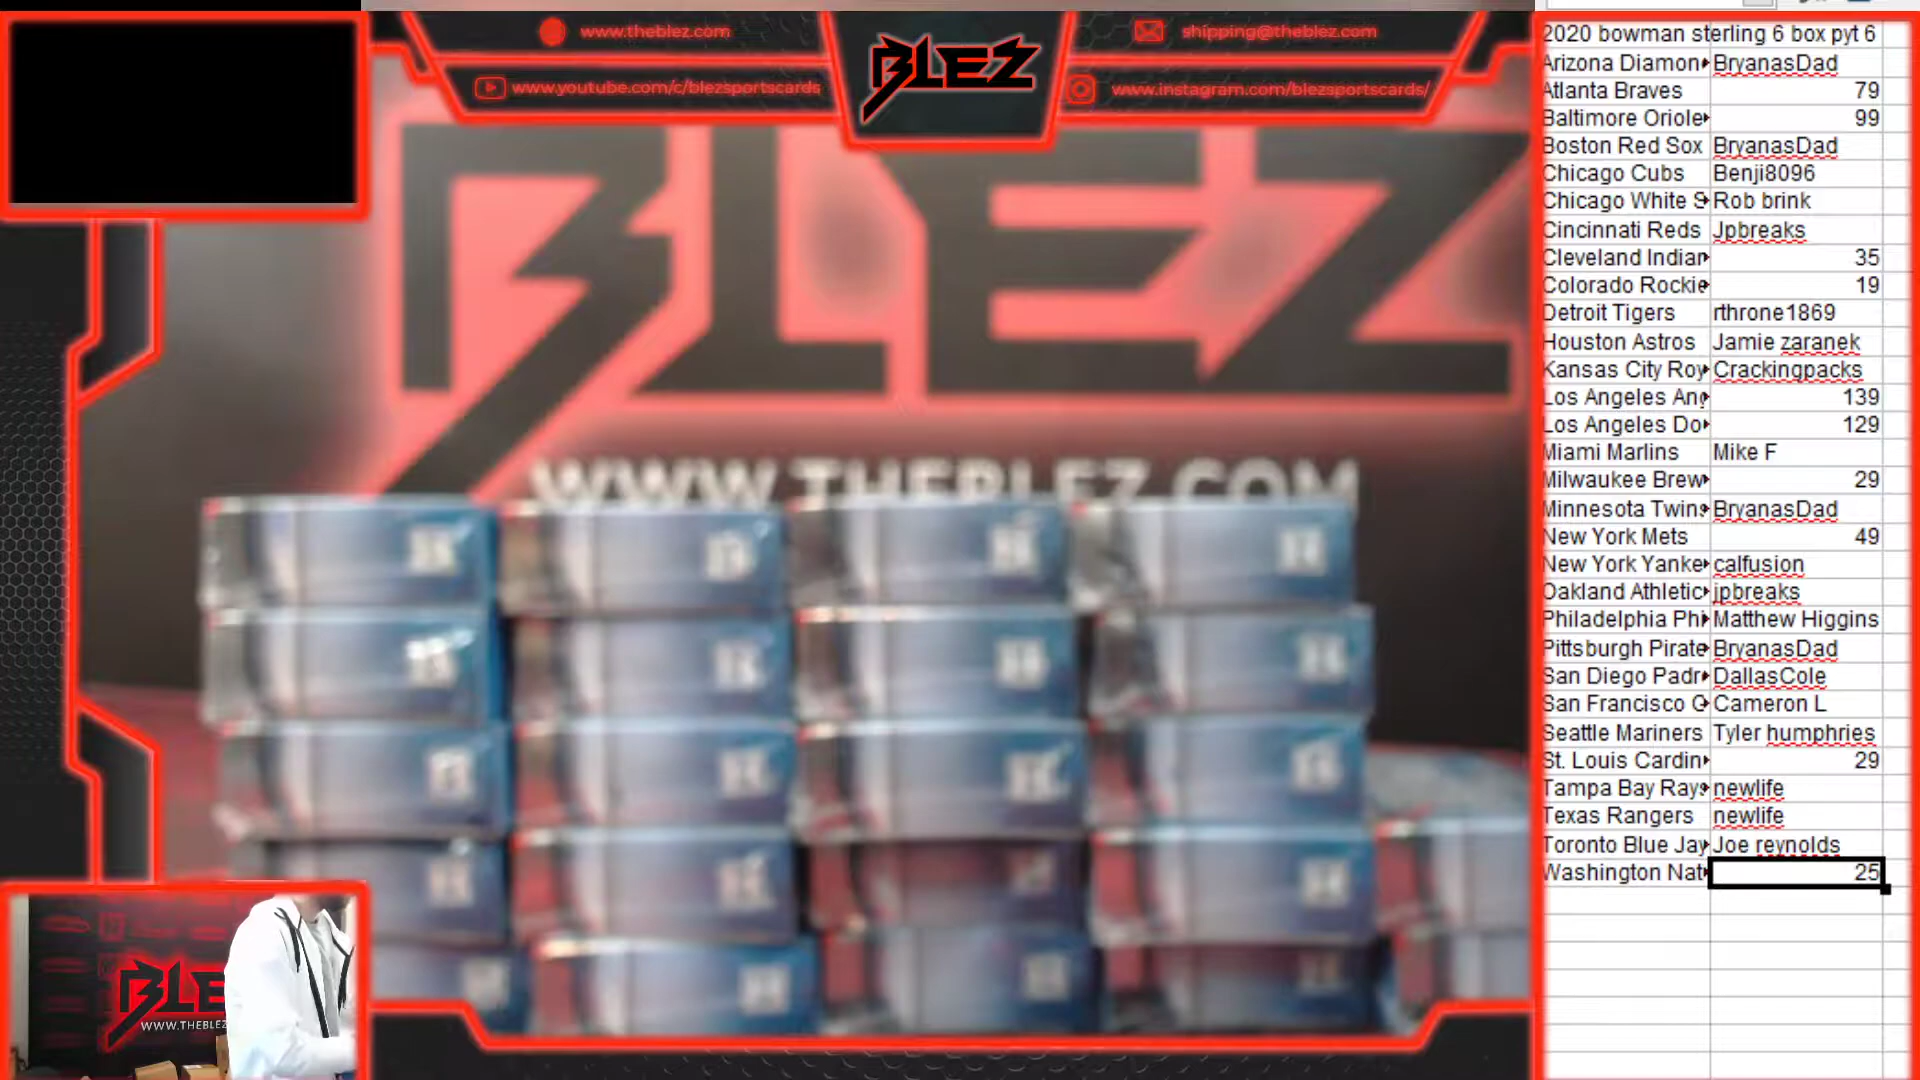 www.theblez.com
BLEZ
shipping@theblez.com
www.youtube.com/c/blezsportscards
www.instagram.com/blezsportscards/
BLEZ
WWW.THEBLEZ.COM
BLE
WWW.THEBLEZ
2020 bowman sterling 6 box pyt 6
Arizona Diamon BryanasDad
Atlanta Braves 79
Baltimore Oriole 99
Boston Red Sox BryanasDad
Chicago Cubs Benji8096
Chicago White S Rob brink
Cincinnati Reds Jpbreaks
Cleveland Indian 35
Colorado Rockie 19
Detroit Tigers rthrone1869
Houston Astros Jamie zaranek
Kansas City Roy Crackingpacks
Los Angeles Ang 139
Los Angeles Do 129
Miami Marlins Mike F
Milwaukee Brew 29
Minnesota Twins BryanasDad
New York Mets 49
New York Yanke calfusion
Oakland Athletic jpbreaks
Philadelphia Phi Matthew Higgins
Pittsburgh Pirate BryanasDad
San Diego Padr DallasCole
San Francisco G Cameron L
Seattle Mariners Tyler humphries
St. Louis Cardin 29
Tampa Bay Rays newlife
Texas Rangers newlife
Toronto Blue Jay Joe reynolds
Washington Nat 25